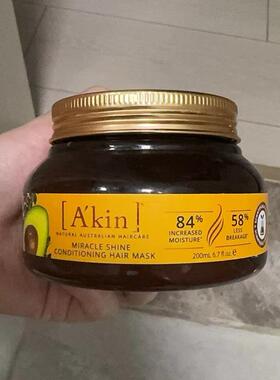 [A'kin]
NATURAL AUSTRALIAN HAIRCARE
MIRACLE SHINE
CONDITIONING HAIR MASK
84%
INCREASED
MOISTURE*
58%
LESS
BREAKAGE*
200mL 6.7 fl.oz.℮